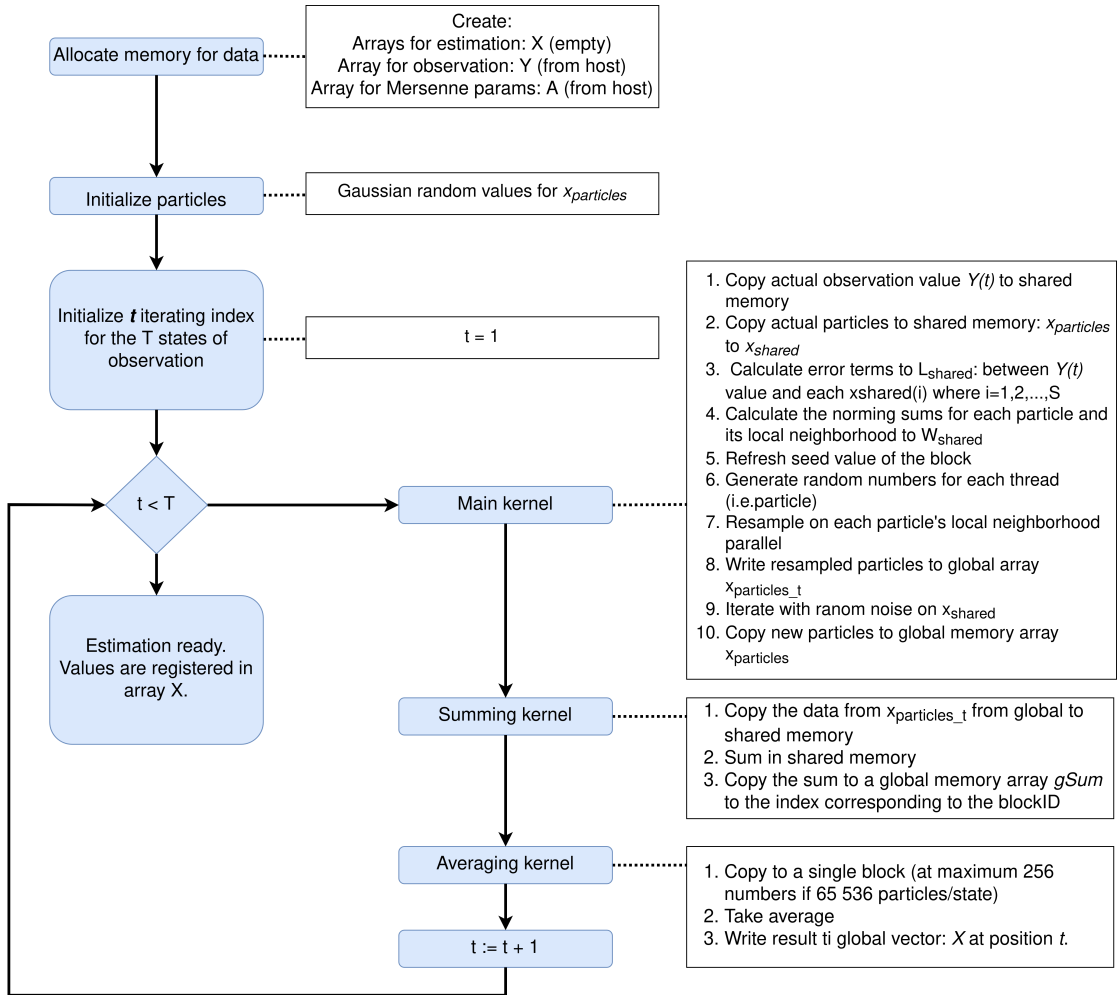 Allocate memory for data
Create:
Arrays for estimation: X (empty)
Array for observation: Y (from host)
Array for Mersenne params: A (from host)
Initialize particles
Gaussian random values for xparticles
Initialize t iterating index
for the T states of
observation
t = 1
t < T
Estimation ready.
Values are registered in
array X.
Main kernel
1. Copy actual observation value Y(t) to shared
memory
2. Copy actual particles to shared memory: xparticles
to xshared
3. Calculate error terms to Lshared: between Y(t)
value and each xshared(i) where i=1,2,...,S
4. Calculate the norming sums for each particle and
its local neighborhood to Wshared
5. Refresh seed value of the block
6. Generate random numbers for each thread
(i.e.particle)
7. Resample on each particle's local neighborhood
parallel
8. Write resampled particles to global array
xparticles_t
9. Iterate with ranom noise on xshared
10. Copy new particles to global memory array
xparticles
Summing kernel
1. Copy the data from xparticles_t from global to
shared memory
2. Sum in shared memory
3. Copy the sum to a global memory array gSum
to the index corresponding to the blockID
Averaging kernel
1. Copy to a single block (at maximum 256
numbers if 65 536 particles/state)
2. Take average
3. Write result ti global vector: X at position t.
t := t + 1